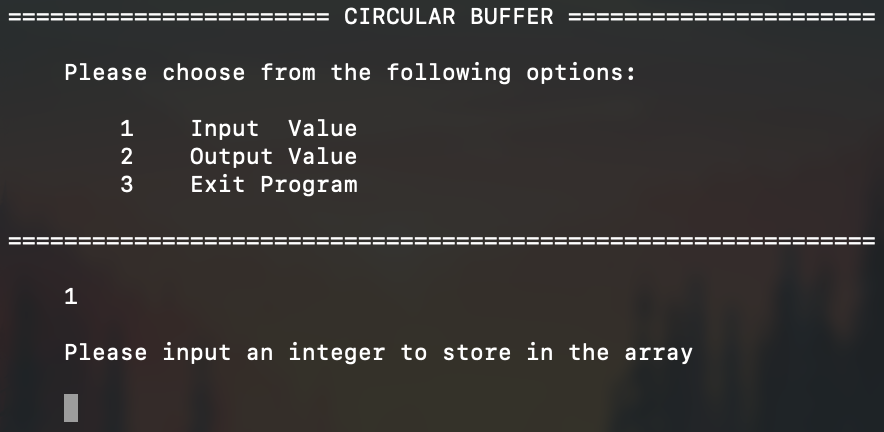 ======================= CIRCULAR BUFFER ======================
Please choose from the following options:
1    Input  Value
2    Output Value
3    Exit Program
==============================================================
1
Please input an integer to store in the array